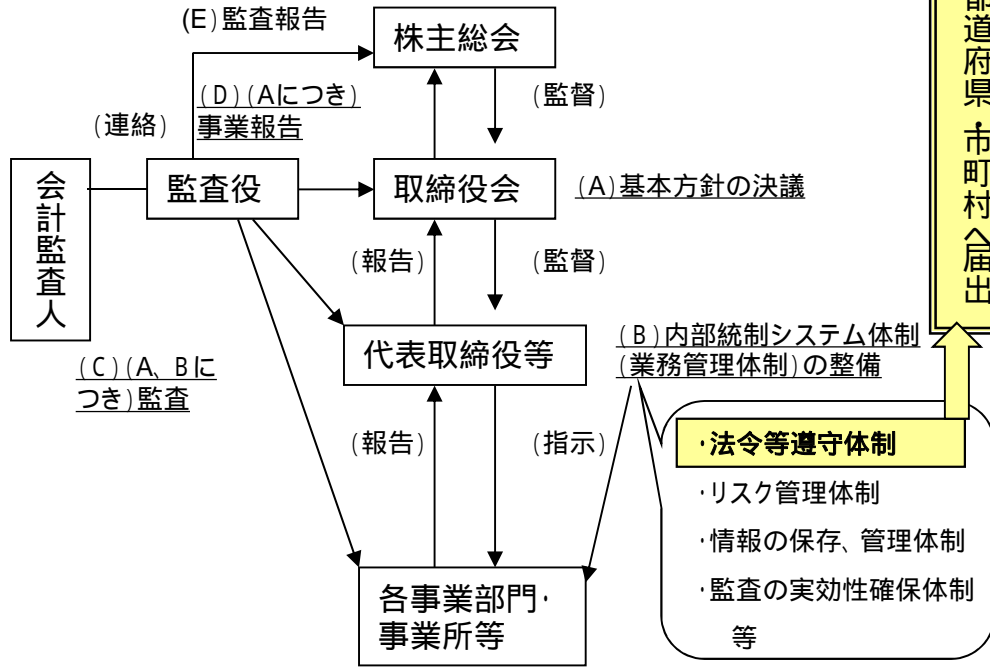 (E)監査報告
株主総会
(D)(Aにつき)
事業報告
(監督)
(連絡)
会計監査人
監査役
取締役会
(A)基本方針の決議
(報告)
(監督)
代表取締役等
(B)内部統制システム体制
(業務管理体制)の整備
(C)(A、Bに
つき)監査
(報告)
(指示)
・法令等遵守体制
・リスク管理体制
・情報の保存、管理体制
・監査の実効性確保体制
等
各事業部門・
事業所等
道府県・市町村へ届出